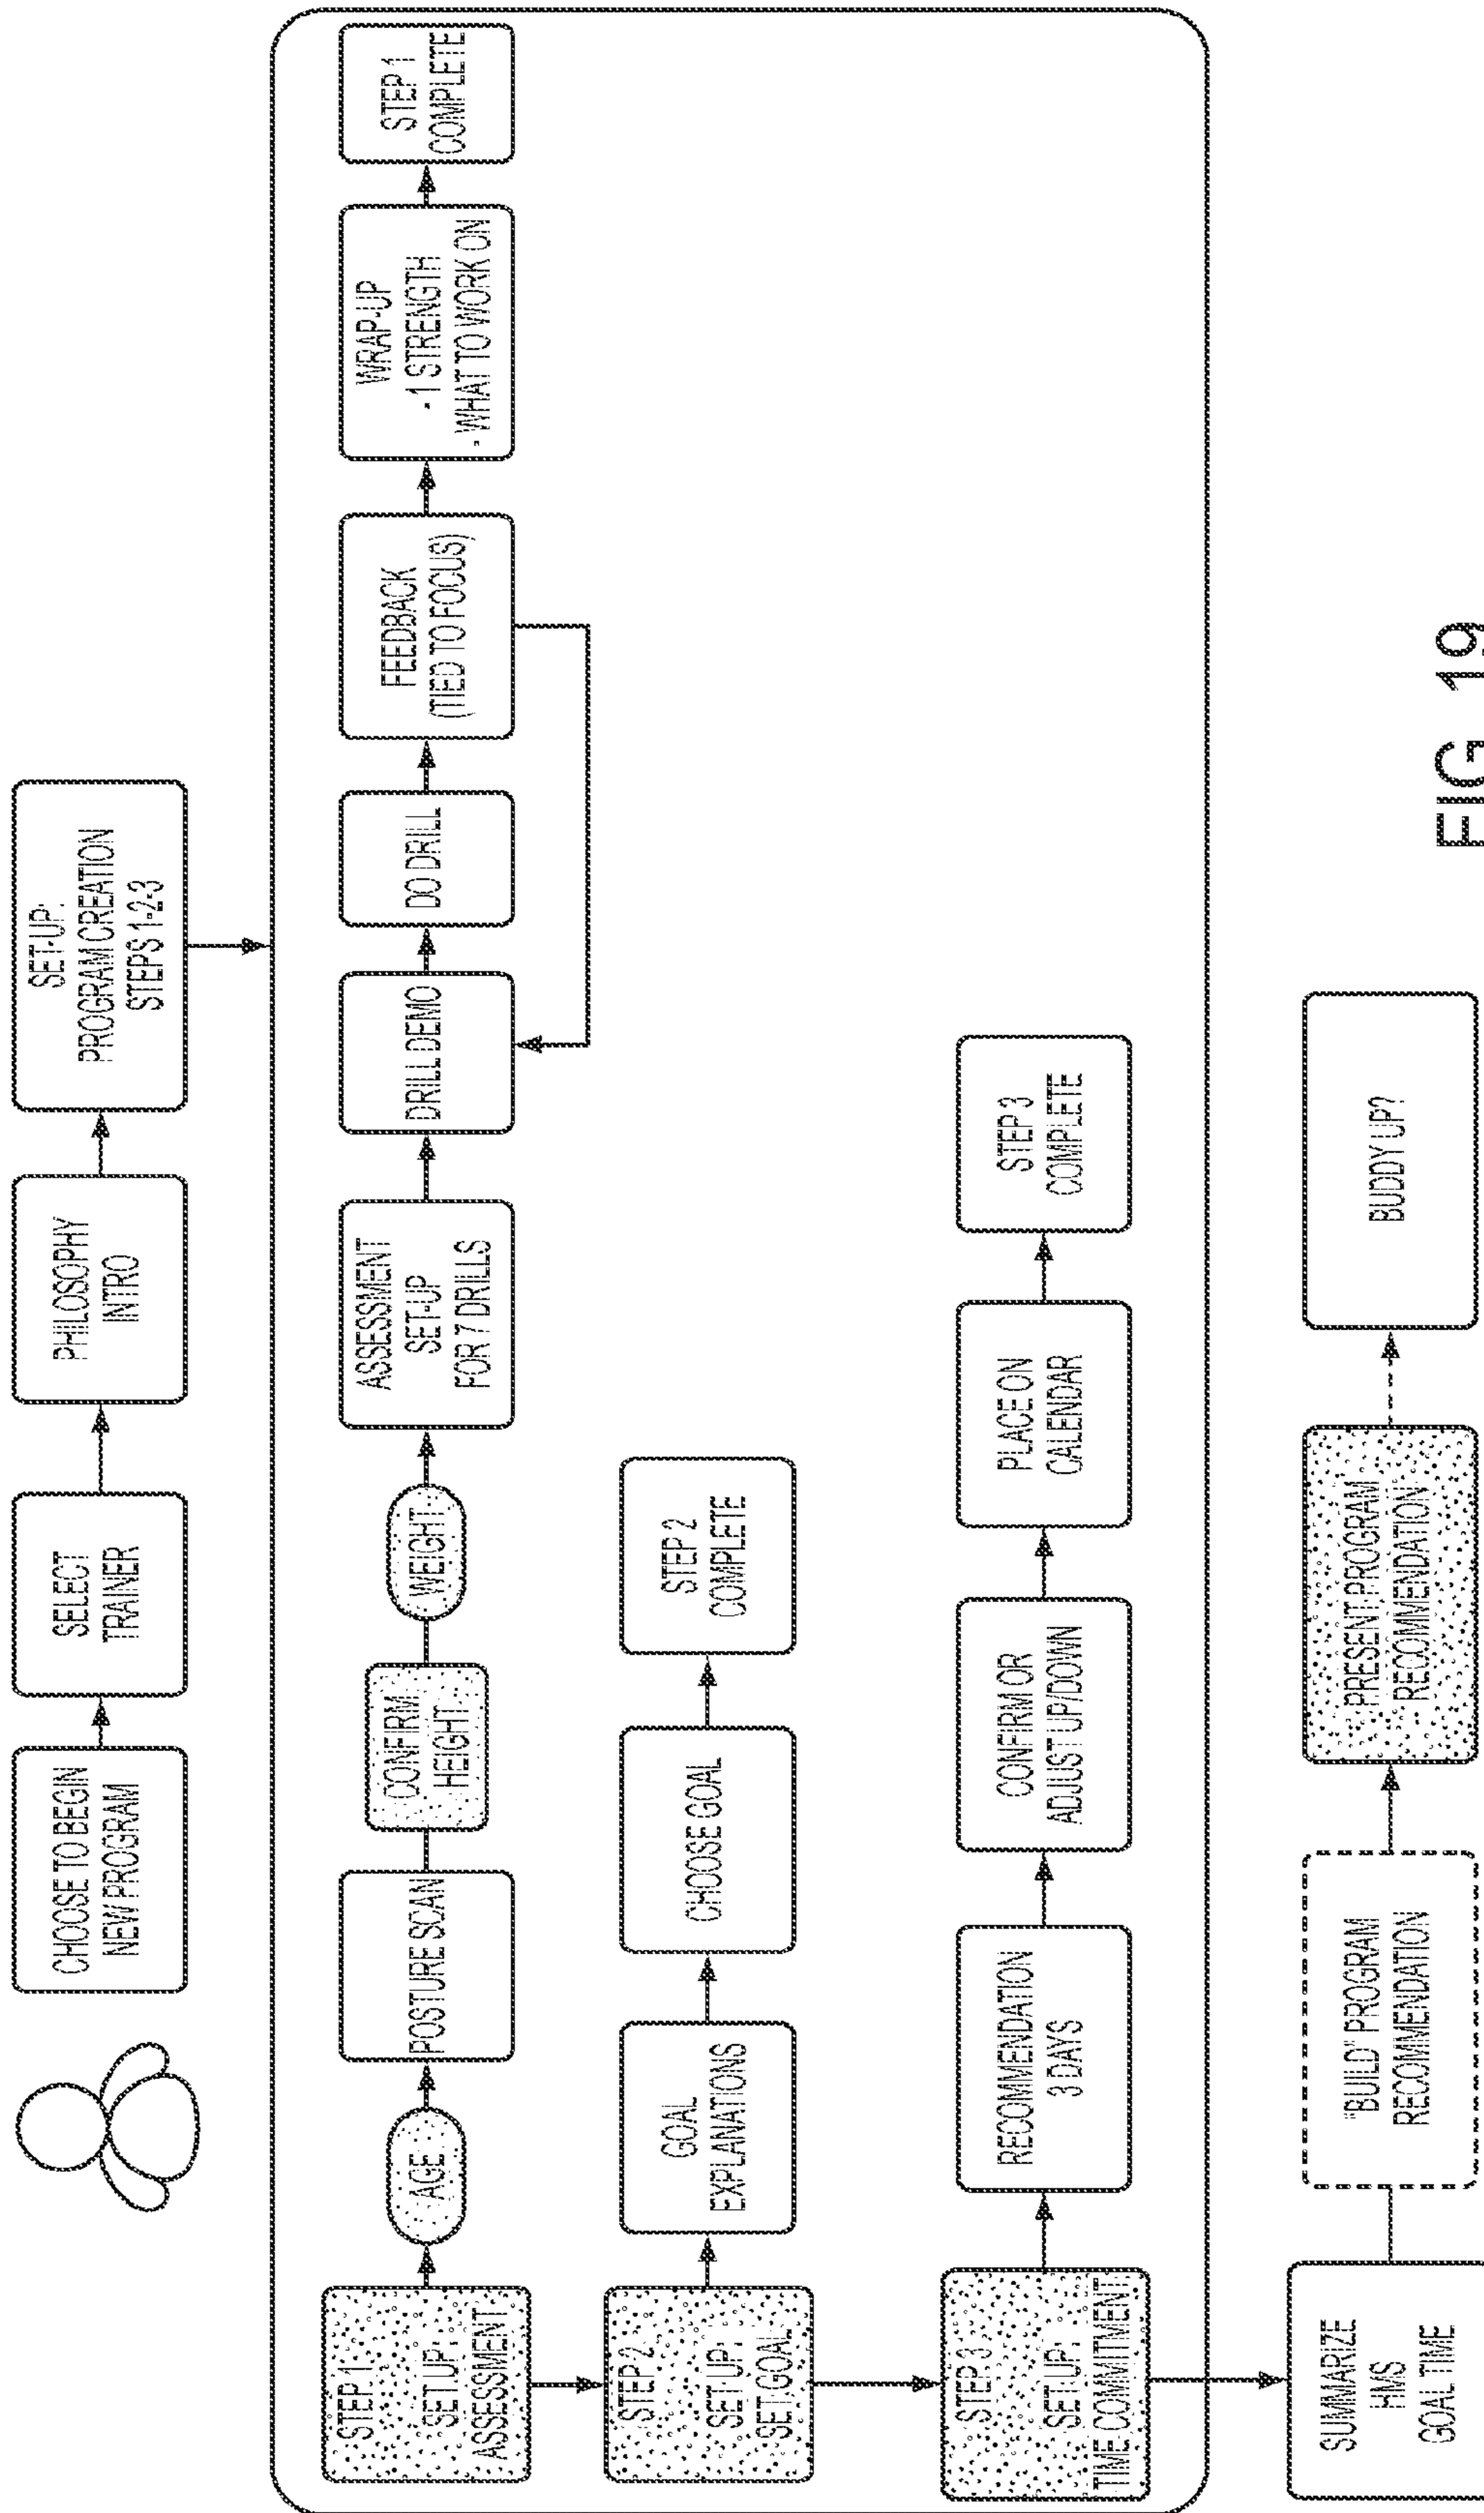 CHOOSE TO BEGIN
NEW PROGRAM
SELECT
TRAINER
PHILOSOPHY
INTRO
SET-UP:
PROGRAM CREATION
STEPS 1-2-3
STEP 1:
SET UP:
ASSESSMENT
AGE
POSTURE SCAN
CONFIRM
HEIGHT
WEIGHT
ASSESSMENT
SET-UP
FOR 7 DRILLS
DRILL DEMO
DO DRILL
FEEDBACK
(TIED TO FOCUS)
WRAP-UP
- 1 STRENGTH
- WHAT TO WORK ON
STEP 1
COMPLETE
STEP 2
SET-UP:
SET GOAL
GOAL
EXPLANATIONS
CHOOSE GOAL
STEP 2
COMPLETE
STEP 3
SET-UP:
TIME COMMITMENT
RECOMMENDATION
3 DAYS
CONFIRM OR
ADJUST UP/DOWN
PLACE ON
CALENDAR
STEP 3
COMPLETE
SUMMARIZE
HMS
GOAL TIME
"BUILD" PROGRAM
RECOMMENDATION
PRESENT PROGRAM
RECOMMENDATION
BUDDY UP?
FIG. 19